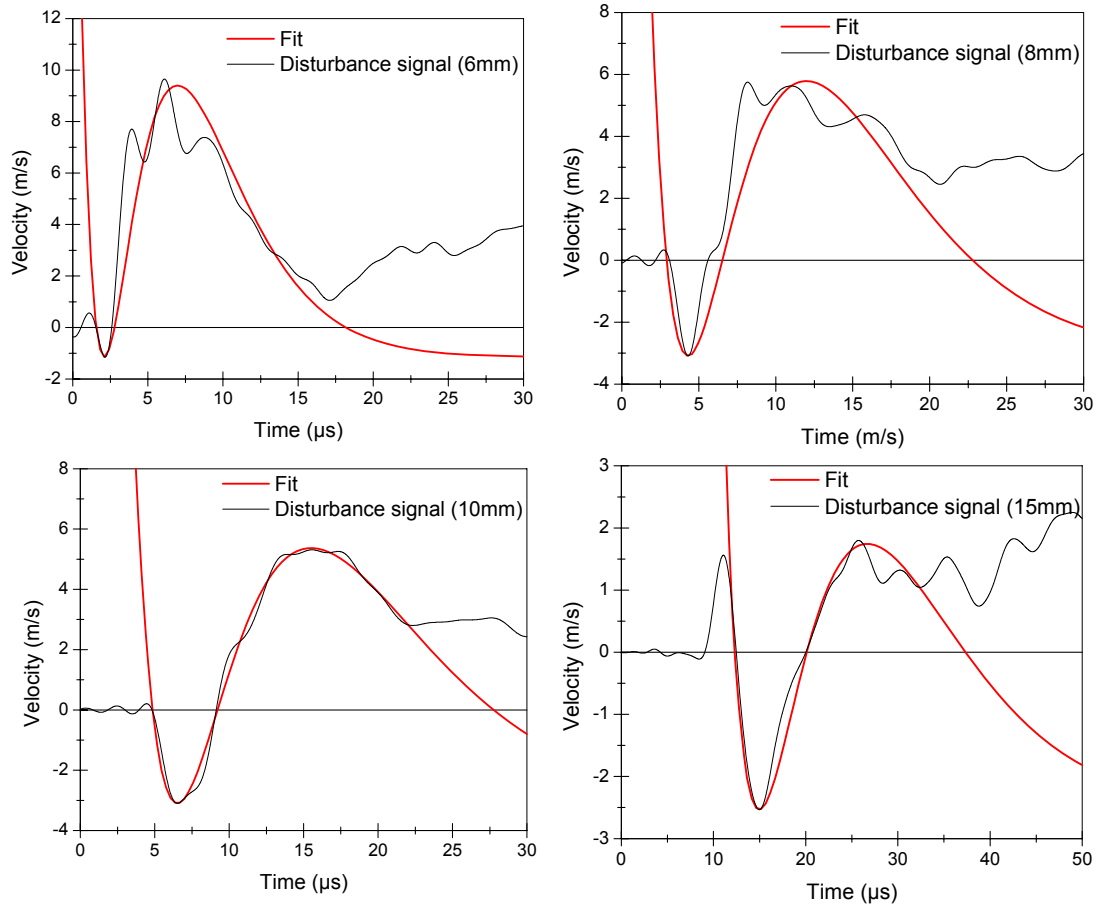 12
10
8
6
4
2
0
-2
0 5 10 15 20 25 30
Velocity (m/s)
Time (µs)
Fit
Disturbance signal (6mm)
8
6
4
2
0
-2
-4
0 5 10 15 20 25 30
Velocity (m/s)
Time (m/s)
Fit
Disturbance signal (8mm)
8
6
4
2
0
-2
-4
0 5 10 15 20 25 30
Velocity (m/s)
Time (µs)
Fit
Disturbance signal (10mm)
3
2
1
0
-1
-2
-3
0 10 20 30 40 50
Velocity (m/s)
Time (µs)
Fit
Disturbance signal (15mm)